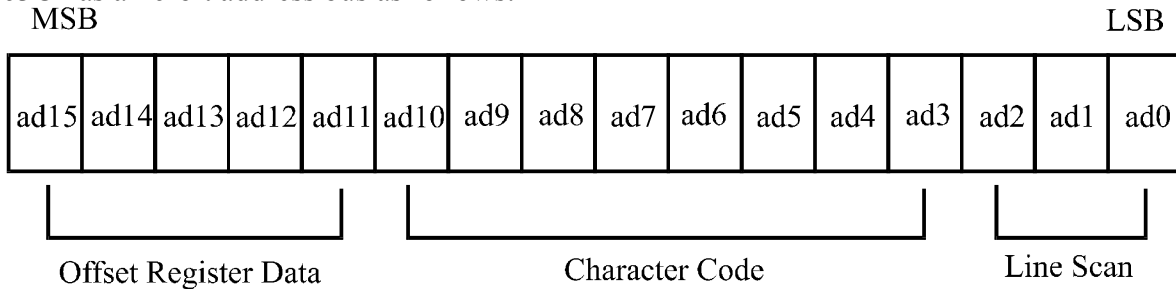 MSB LSB
ad15 ad14 ad13 ad12 ad11 ad10 ad9 ad8 ad7 ad6 ad5 ad4 ad3 ad2 ad1 ad0
Offset Register Data Character Code Line Scan